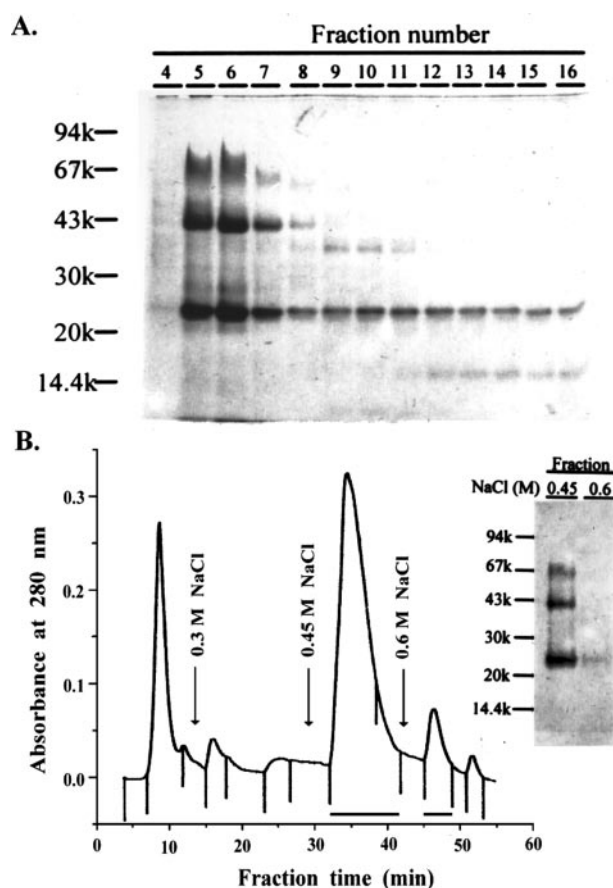 A.
Fraction number
4 5 6 7 8 9 10 11 12 13 14 15 16
94k
67k
43k
30k
20k
14.4k
B.
Absorbance at 280 nm
0.3
0.2
0.1
0.0
0.3 M NaCl
0.45 M NaCl
0.6 M NaCl
0 10 20 30 40 50 60
Fraction time (min)
Fraction
NaCl (M) 0.45 0.6
94k
67k
43k
30k
20k
14.4k